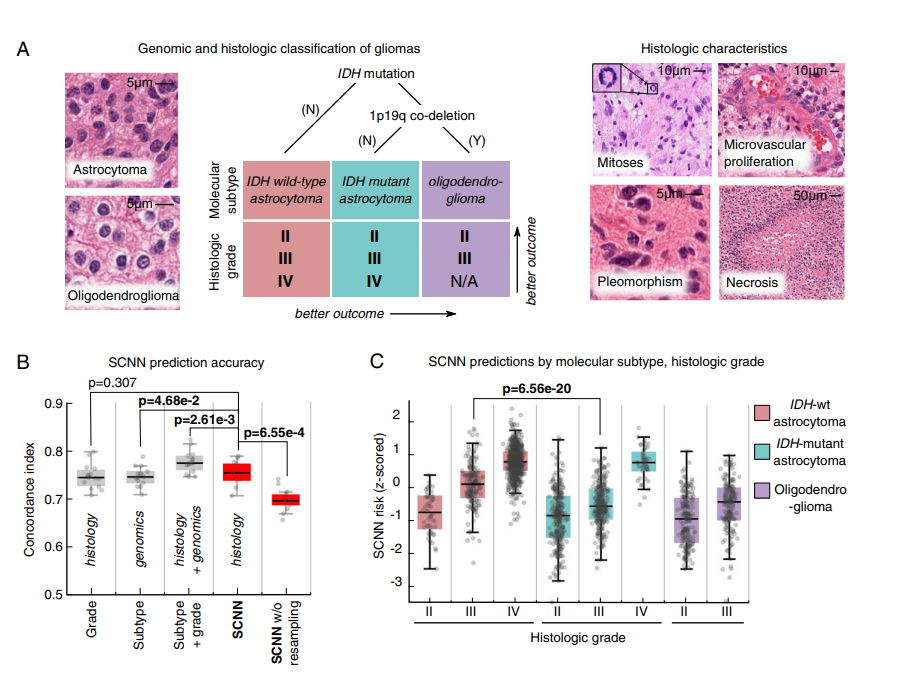 A
Genomic and histologic classification of gliomas
Histologic characteristics
5µm
Astrocytoma
5µm
Oligodendroglioma
IDH mutation
(N)
1p19q co-deletion
(N)
(Y)
Molecular
subtype
IDH wild-type
astrocytoma
IDH mutant
astrocytoma
oligodendro-
glioma
Histologic
grade
II
III
IV
II
III
IV
II
III
N/A
better outcome
better outcome
10µm
Mitoses
10µm
Microvascular
proliferation
5µm
Pleomorphism
50µm
Necrosis
B
SCNN prediction accuracy
p=0.307
p=4.68e-2
p=2.61e-3
p=6.55e-4
Concordance index
0.9
0.8
0.7
0.6
0.5
histology
genomics
histology
+ genomics
histology
Grade
Subtype
Subtype
+ grade
SCNN
SCNN w/o
resampling
C
SCNN predictions by molecular subtype, histologic grade
p=6.56e-20
SCNN risk (z-scored)
2
1
0
-1
-2
-3
II
III
IV
II
III
IV
II
III
Histologic grade
IDH-wt
astrocytoma
IDH-mutant
astrocytoma
Oligodendro
-glioma